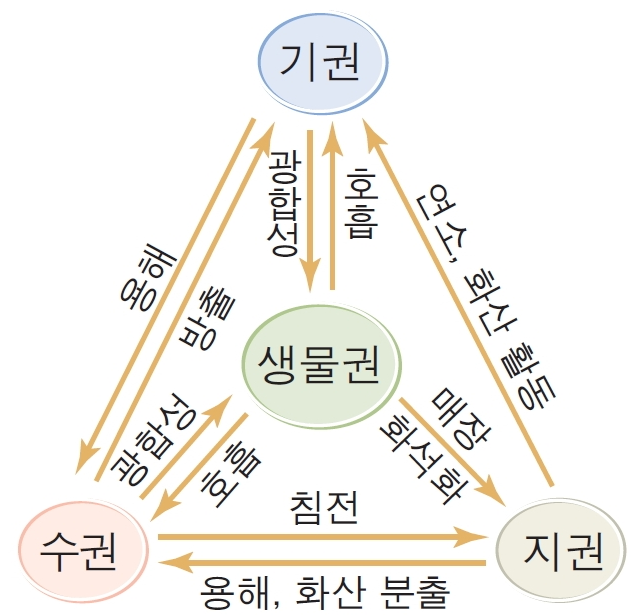 기권
광합성
호흡
연소, 화산 활동
용해
방출
생물권
광합성
호흡
매장
화석화
침전
수권
지권
용해, 화산 분출